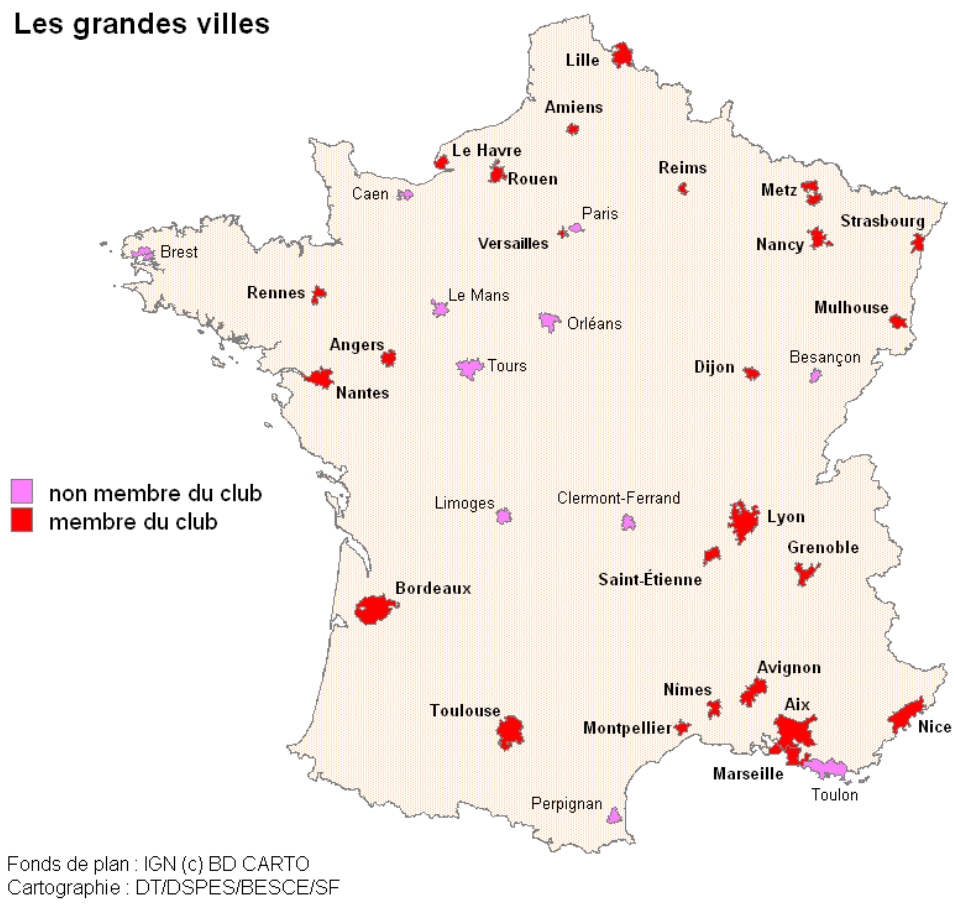 Les grandes villes
Lille
Amiens
Le Havre
Rouen
Reims
Metz
Caen
Paris
Strasbourg
Versailles
Nancy
Brest
Rennes
Le Mans
Orléans
Mulhouse
Angers
Tours
Dijon
Besançon
Nantes
non membre du club
membre du club
Limoges
Clermont-Ferrand
Lyon
Grenoble
Saint-Étienne
Bordeaux
Avignon
Nîmes
Aix
Toulouse
Montpellier
Nice
Marseille
Toulon
Perpignan
Fonds de plan : IGN (c) BD CARTO
Cartographie : DT/DSPES/BESCE/SF